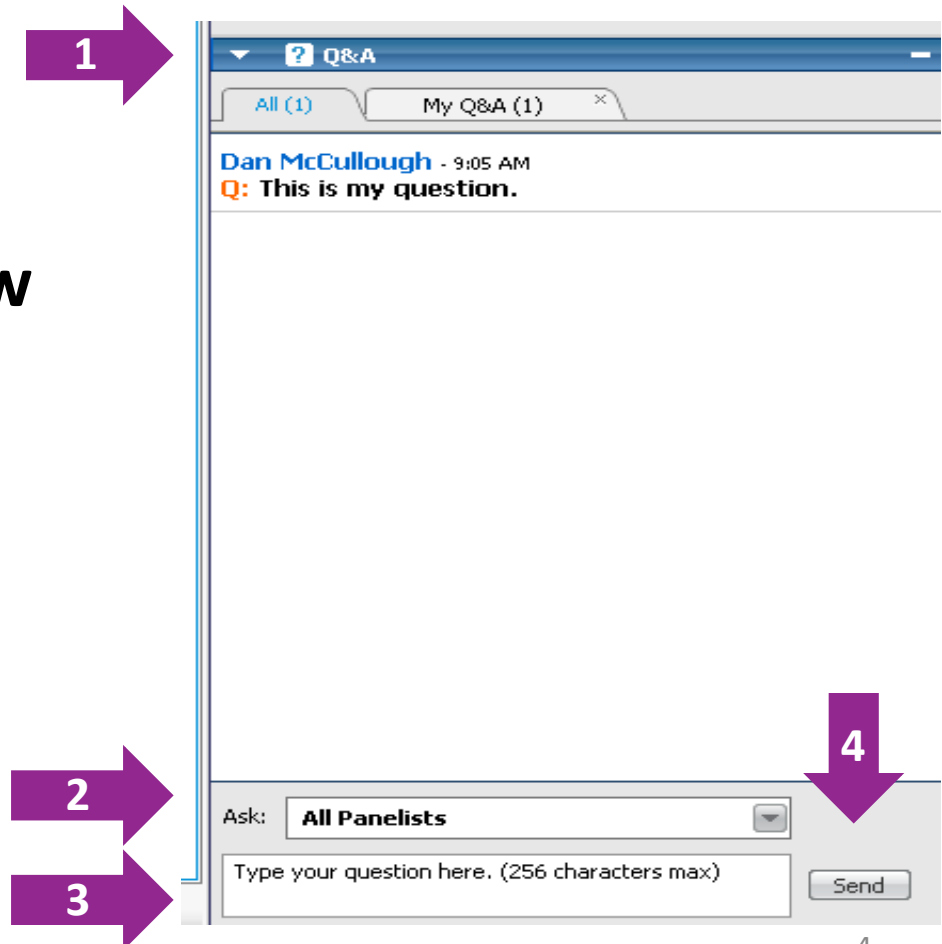 1
? Q&A
All (1) My Q&A (1) ×
Dan McCullough - 9:05 AM
Q: This is my question.
w
4
2
Ask: All Panelists
Type your question here. (256 characters max)
Send
3
4